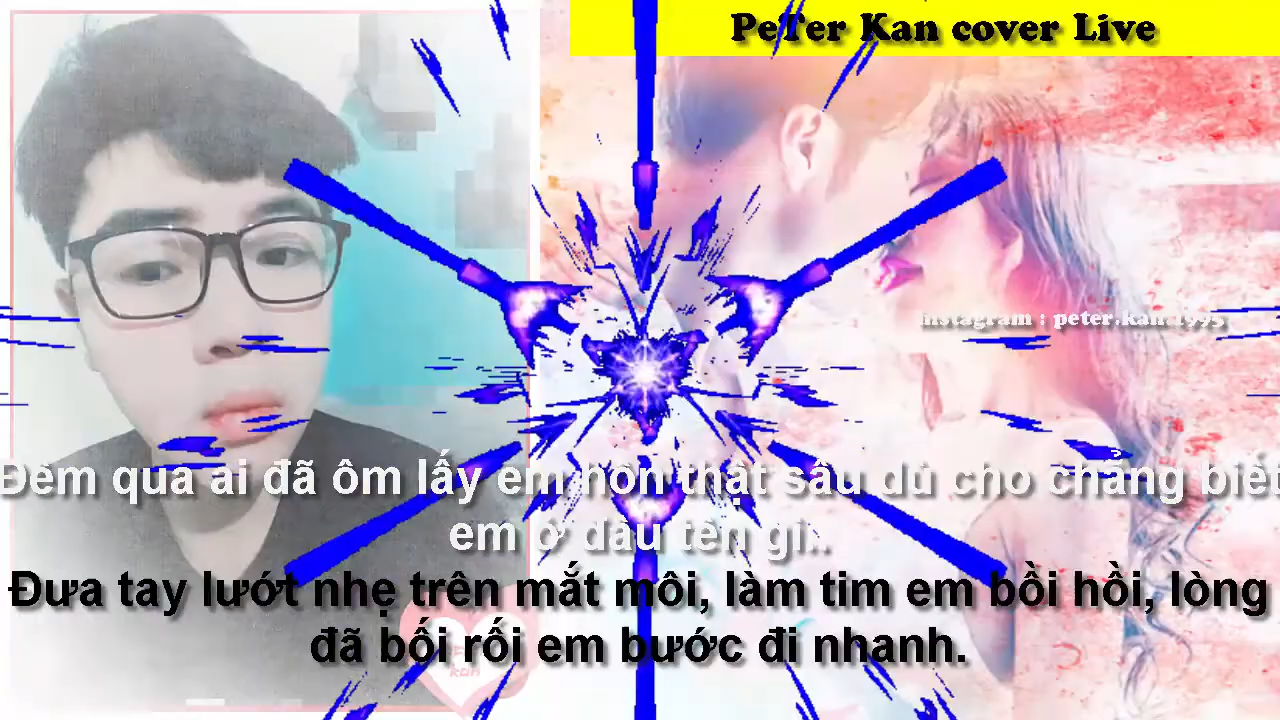 PeTer Kan cover Live
instagram : peter.kan.1995
Đêm qua ai đã ôm lấy em hôn thật sâu dù cho chẳng biết
em ở đâu tên gì..
Đưa tay lướt nhẹ trên mắt môi, làm tim em bồi hồi, lòng
đã bối rối em bước đi nhanh.
kan